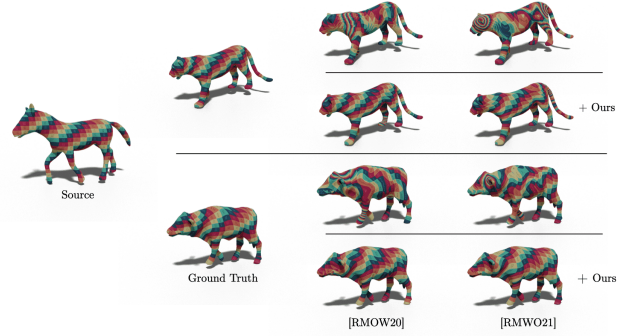 + Ours
Source
Ground Truth
+ Ours
[RMOW20]
[RMWO21]